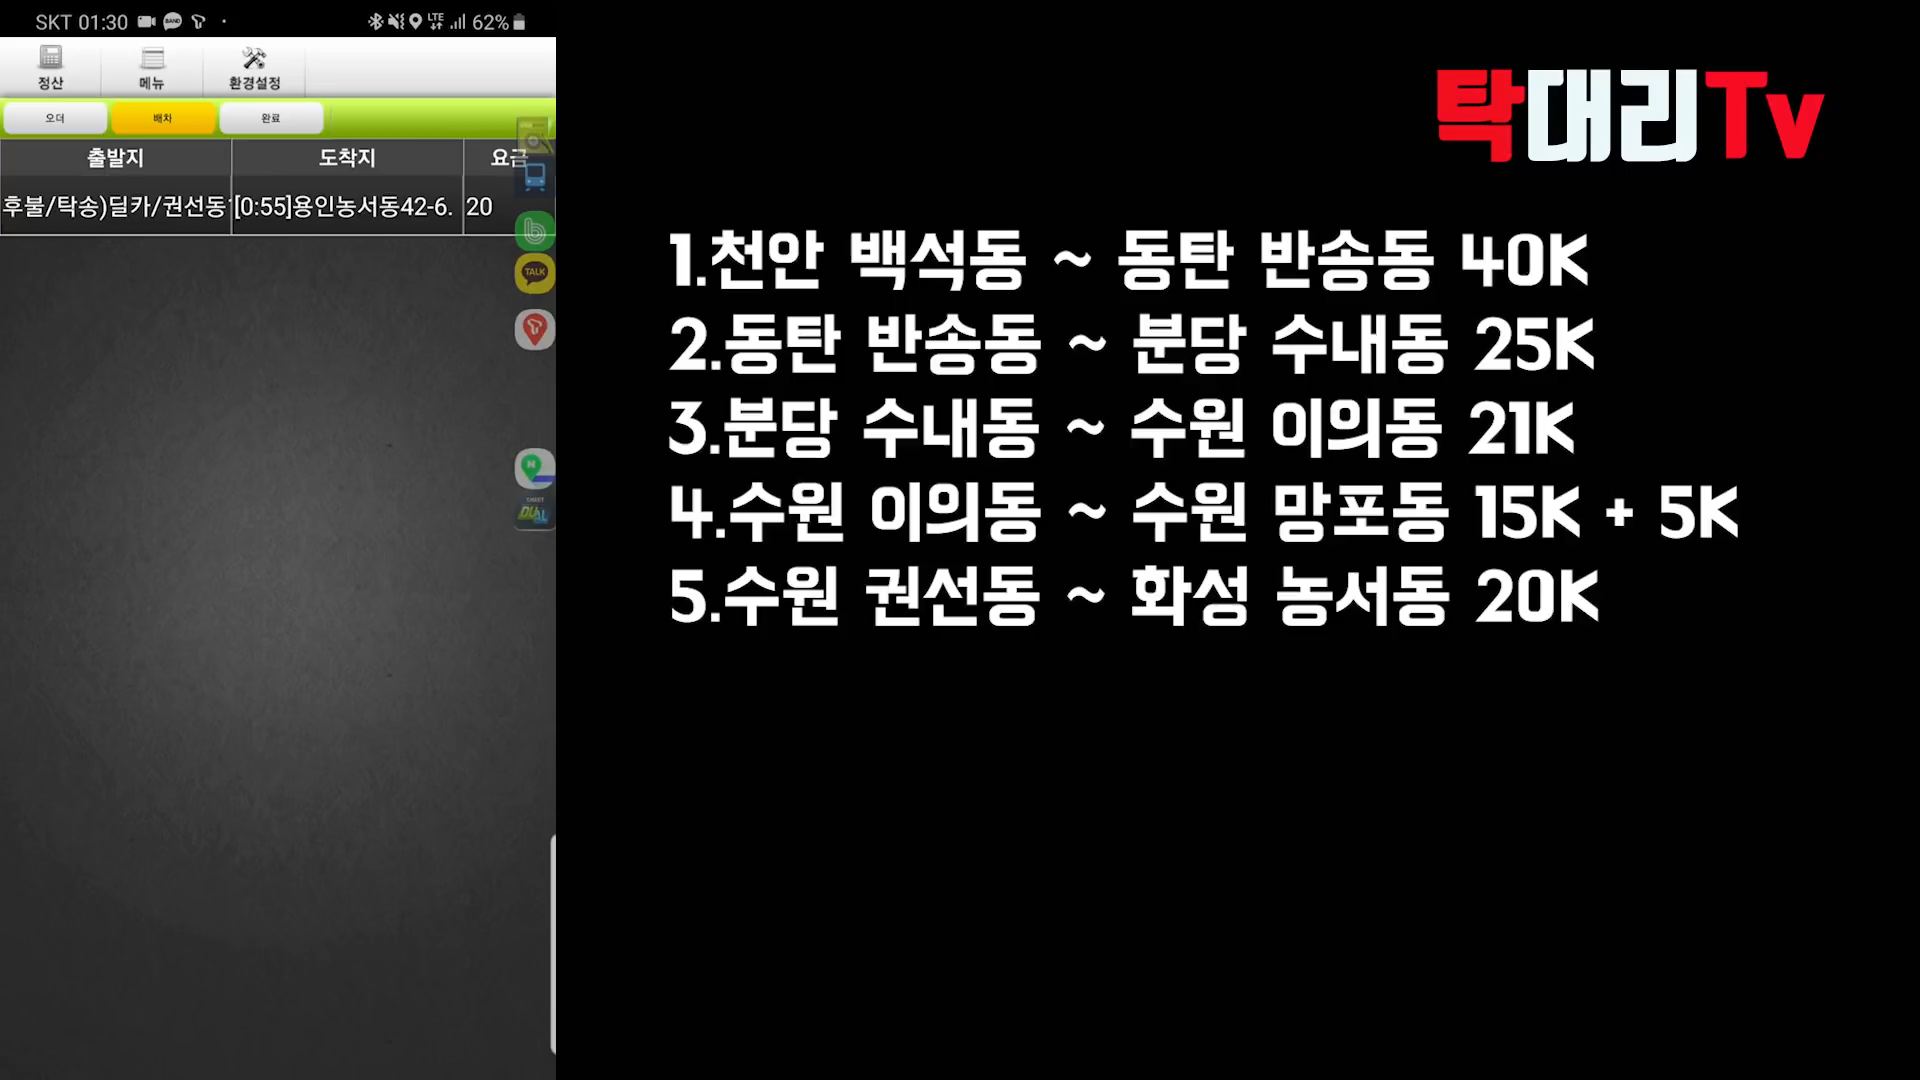 SKT 01:30
LTE 62%
정산 메뉴 환경설정
오더 배차 완료
출발지 도착지 요금
후불/탁송)딜카/권선동 [0:55]용인농서동42-6. 20
TALK
탁대리Tv
1.천안 백석동 ~ 동탄 반송동 40K
2.동탄 반송동 ~ 분당 수내동 25K
3.분당 수내동 ~ 수원 이의동 21K
4.수원 이의동 ~ 수원 망포동 15K + 5K
5.수원 권선동 ~ 화성 농서동 20K